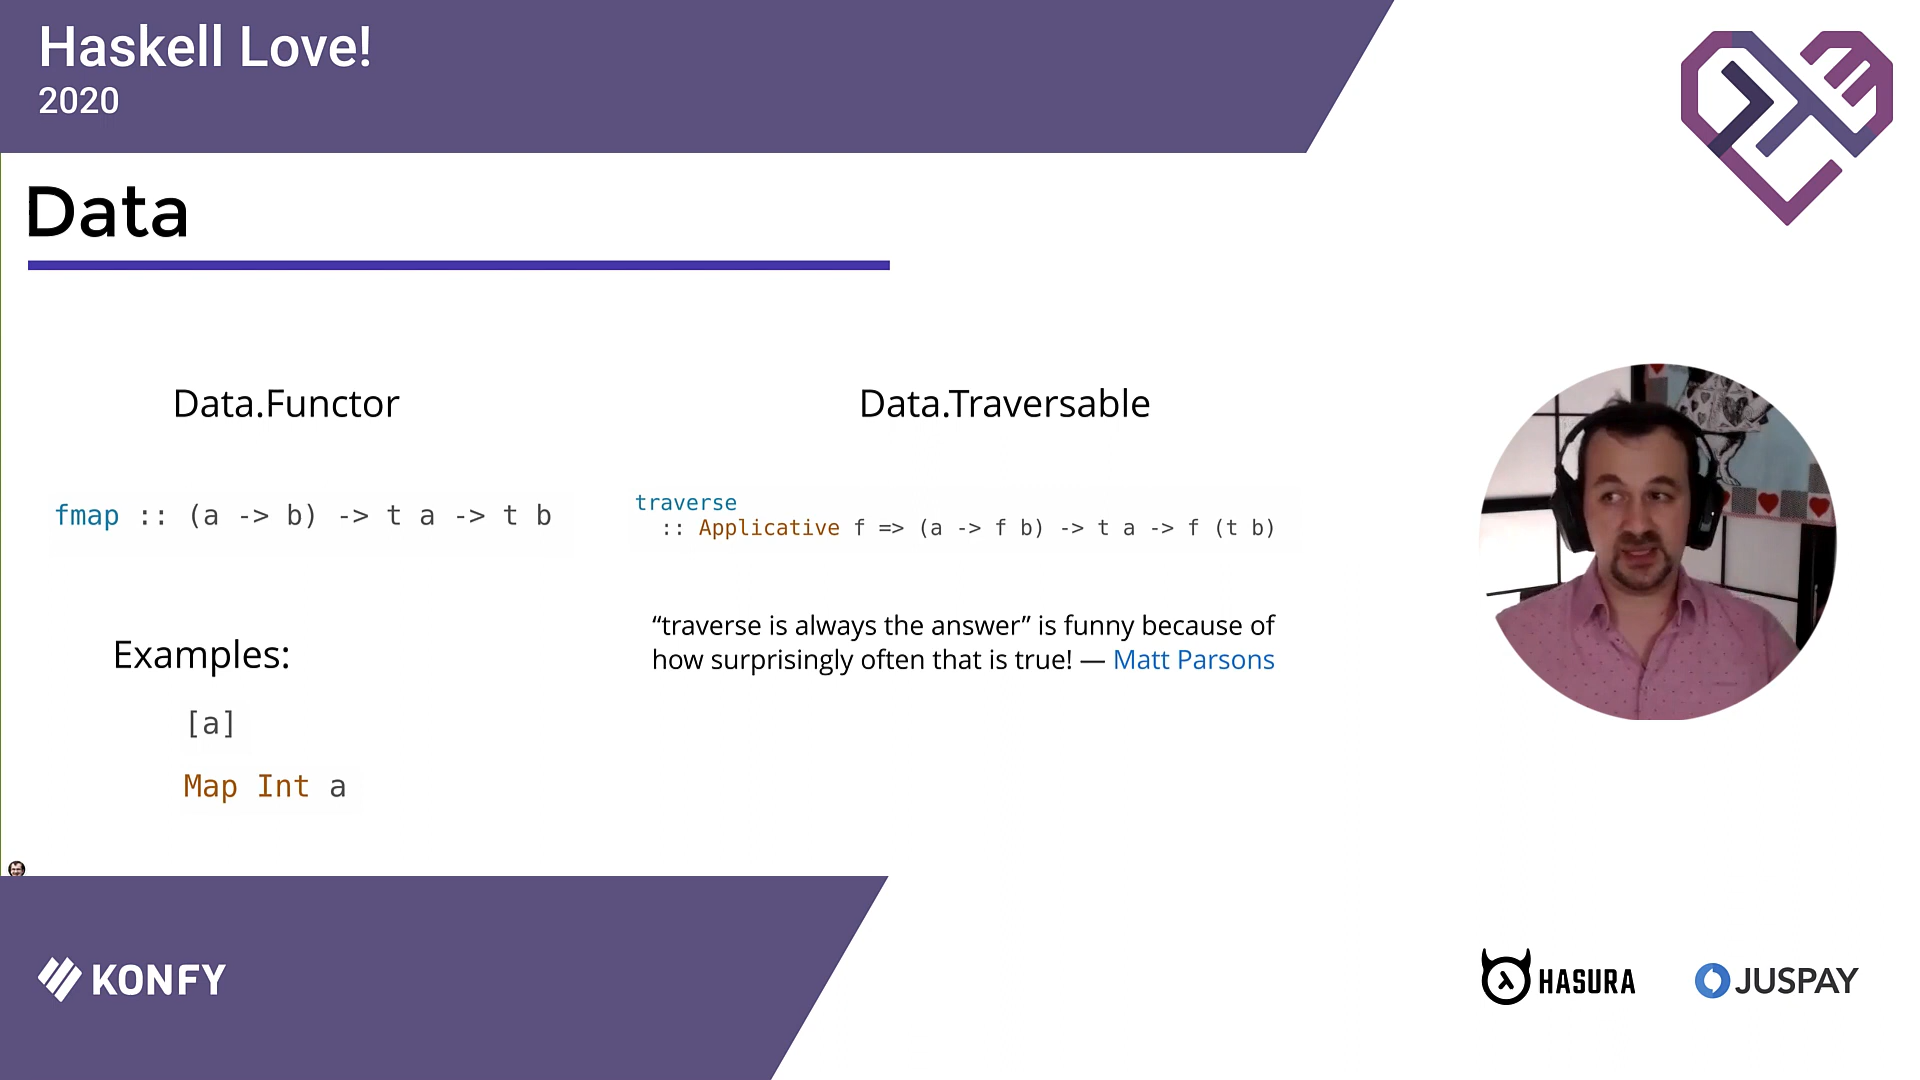 Haskell Love!
2020
Data
Data.Functor
fmap :: (a -> b) -> t a -> t b
Examples:
[a]
Map Int a
Data.Traversable
traverse
:: Applicative f => (a -> f b) -> t a -> f (t b)
“traverse is always the answer” is funny because of
how surprisingly often that is true! — Matt Parsons
KONFY
HASURA
JUSPAY